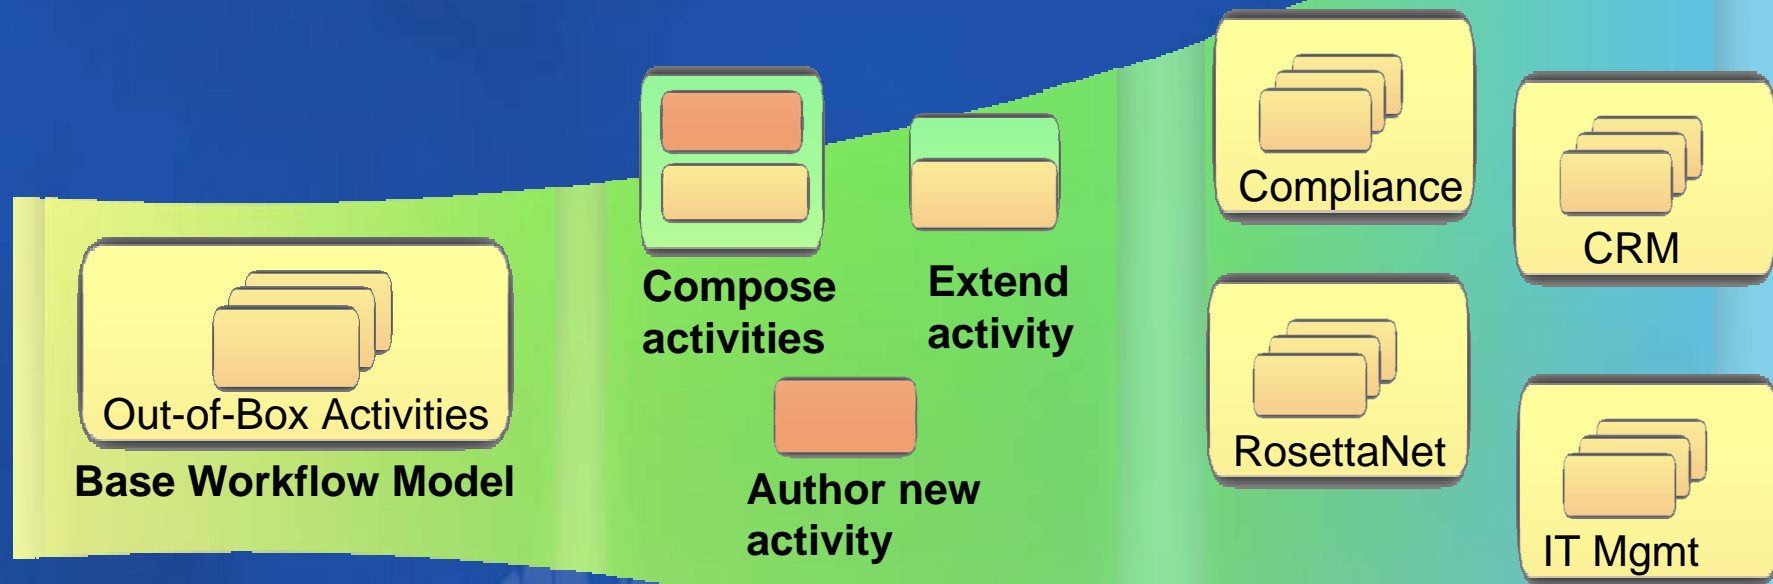 Out-of-Box Activities
Base Workflow Model
Compose
activities
Extend
activity
Author new
activity
Compliance
CRM
RosettaNet
IT Mgmt